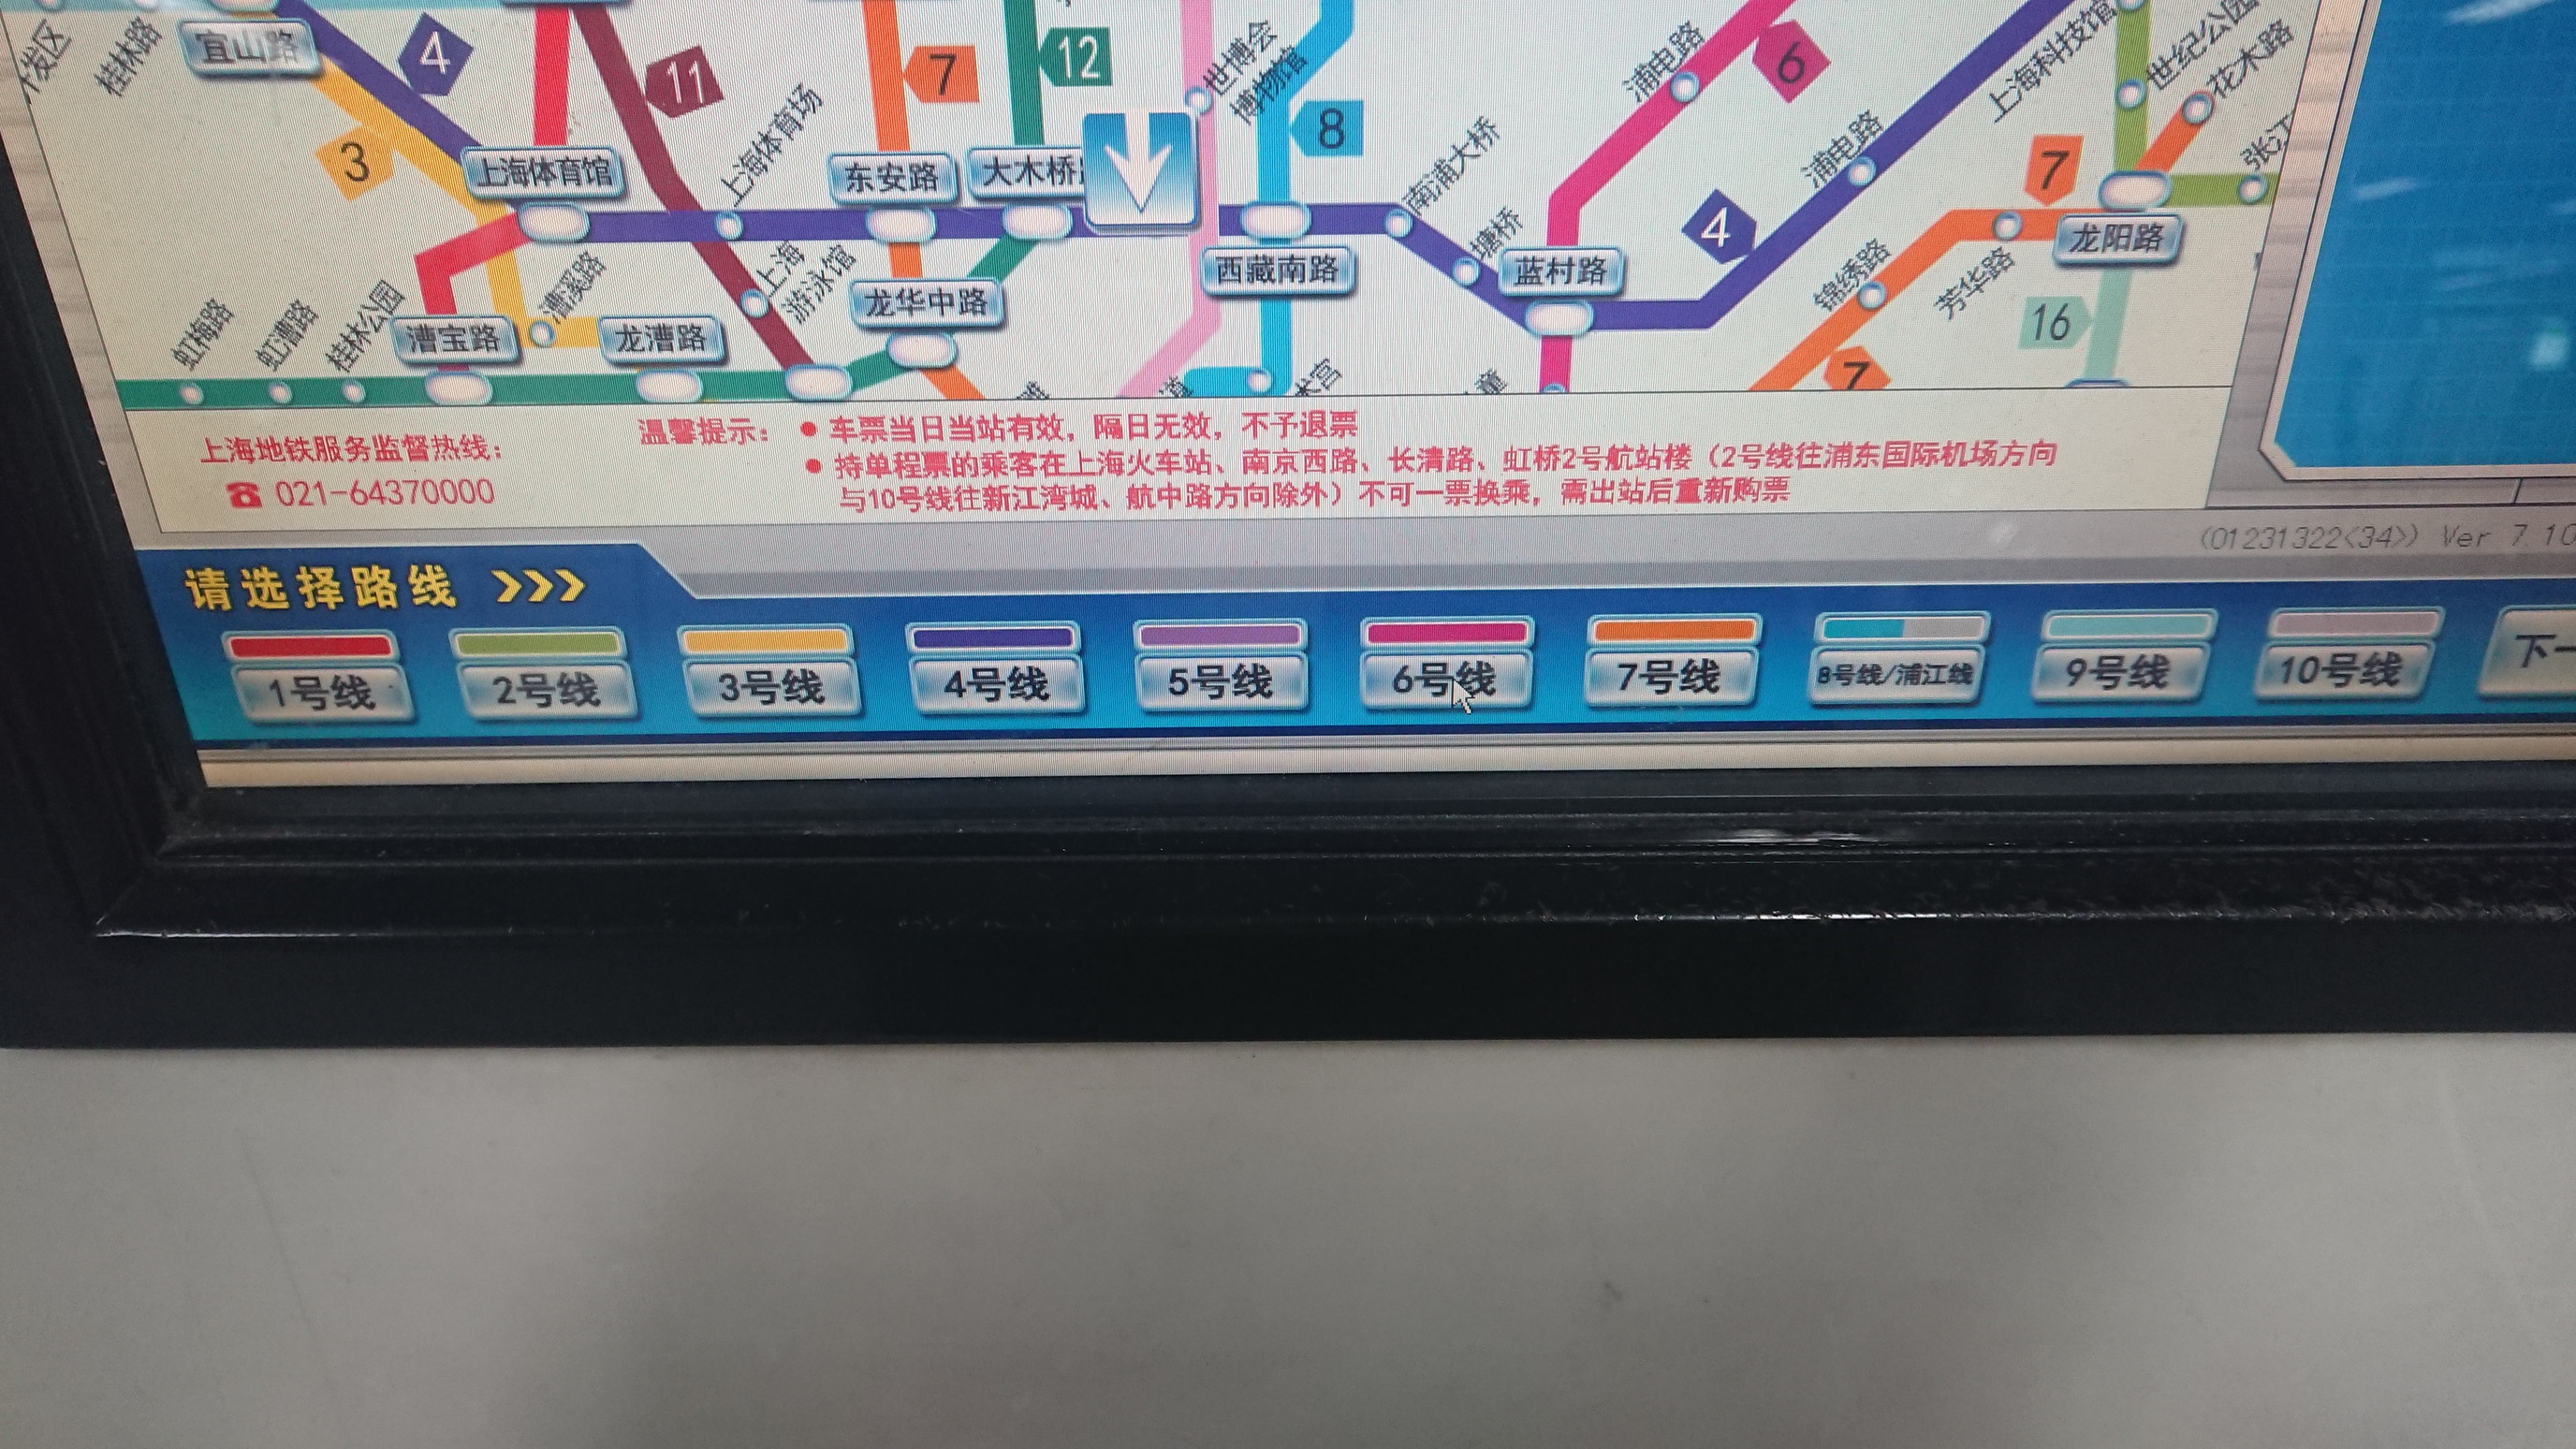 桂林路
宜山路
4
11
7
12
世博会
博物馆
8
浦电路
6
上海科技馆
世纪公园
花木路
3
上海体育馆
上海体育场
东安路
大木桥
南浦大桥
浦电路
4
7
龙阳路
塘桥
蓝村路
西藏南路
锦绣路
芳华路
16
7
虹梅路
虹漕路
桂林公园
漕宝路
漕溪路
龙漕路
上海
游泳馆
龙华中路
上海地铁服务监督热线：
☎ 021-64370000
温馨提示：
● 车票当日当站有效，隔日无效，不予退票
● 持单程票的乘客在上海火车站、南京西路、长清路、虹桥2号航站楼（2号线往浦东国际机场方向
与10号线往新江湾城、航中路方向除外）不可一票换乘，需出站后重新购票
(01231322<34>) Ver 7.10
请选择路线 >>>
1号线
2号线
3号线
4号线
5号线
6号线
7号线
8号线/浦江线
9号线
10号线